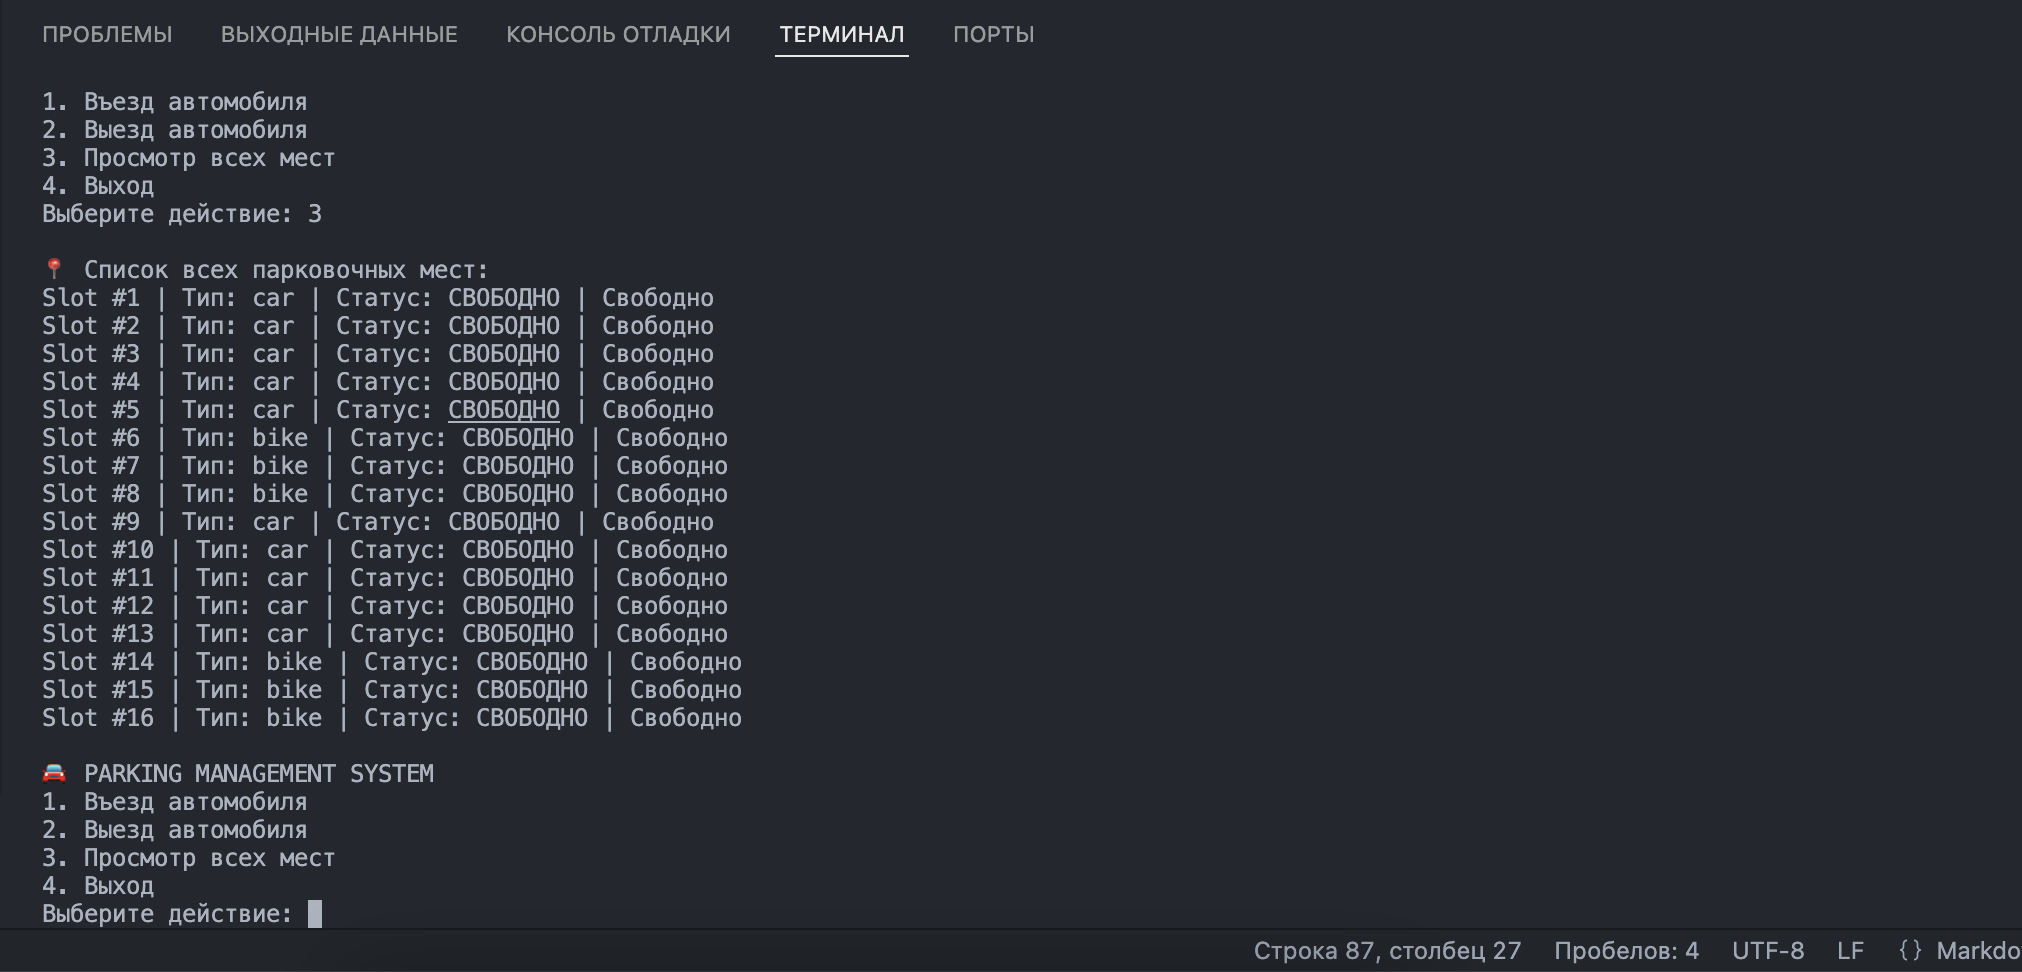 ПРОБЛЕМЫ ВЫХОДНЫЕ ДАННЫЕ КОНСОЛЬ ОТЛАДКИ ТЕРМИНАЛ ПОРТЫ
1. Въезд автомобиля
2. Выезд автомобиля
3. Просмотр всех мест
4. Выход
Выберите действие: 3
📍 Список всех парковочных мест:
Slot #1 | Тип: car | Статус: СВОБОДНО | Свободно
Slot #2 | Тип: car | Статус: СВОБОДНО | Свободно
Slot #3 | Тип: car | Статус: СВОБОДНО | Свободно
Slot #4 | Тип: car | Статус: СВОБОДНО | Свободно
Slot #5 | Тип: car | Статус: СВОБОДНО | Свободно
Slot #6 | Тип: bike | Статус: СВОБОДНО | Свободно
Slot #7 | Тип: bike | Статус: СВОБОДНО | Свободно
Slot #8 | Тип: bike | Статус: СВОБОДНО | Свободно
Slot #9 | Тип: car | Статус: СВОБОДНО | Свободно
Slot #10 | Тип: car | Статус: СВОБОДНО | Свободно
Slot #11 | Тип: car | Статус: СВОБОДНО | Свободно
Slot #12 | Тип: car | Статус: СВОБОДНО | Свободно
Slot #13 | Тип: car | Статус: СВОБОДНО | Свободно
Slot #14 | Тип: bike | Статус: СВОБОДНО | Свободно
Slot #15 | Тип: bike | Статус: СВОБОДНО | Свободно
Slot #16 | Тип: bike | Статус: СВОБОДНО | Свободно
🚘 PARKING MANAGEMENT SYSTEM
1. Въезд автомобиля
2. Выезд автомобиля
3. Просмотр всех мест
4. Выход
Выберите действие:
Строка 87, столбец 27 Пробелов: 4 UTF-8 LF {} Markdo